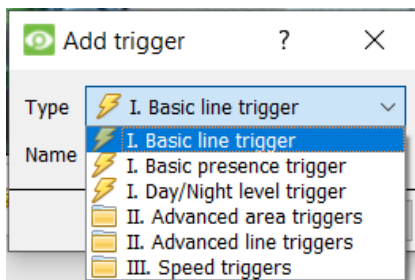 Add trigger ?
Type I. Basic line trigger
I. Basic line trigger
Name I. Basic presence trigger
I. Day/Night level trigger
II. Advanced area triggers
II. Advanced line triggers
III. Speed triggers